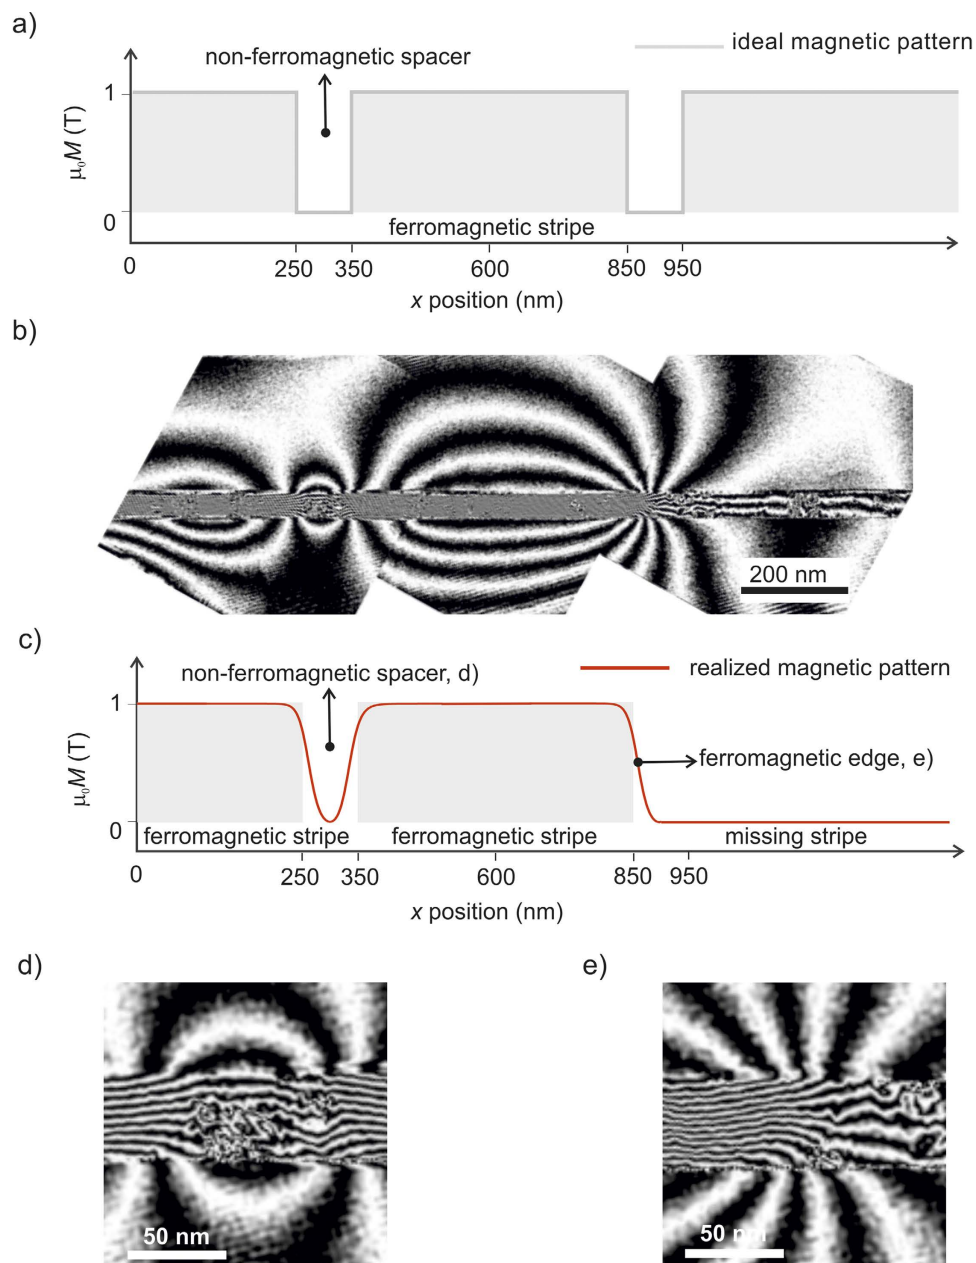 a)
ideal magnetic pattern
non-ferromagnetic spacer
μ₀M (T)
1
0
ferromagnetic stripe
0 250 350 600 850 950
x position (nm)
b)
200 nm
c)
non-ferromagnetic spacer, d)
realized magnetic pattern
μ₀M (T)
1
ferromagnetic edge, e)
0
ferromagnetic stripe ferromagnetic stripe missing stripe
0 250 350 600 850 950
x position (nm)
d)
e)
50 nm
50 nm